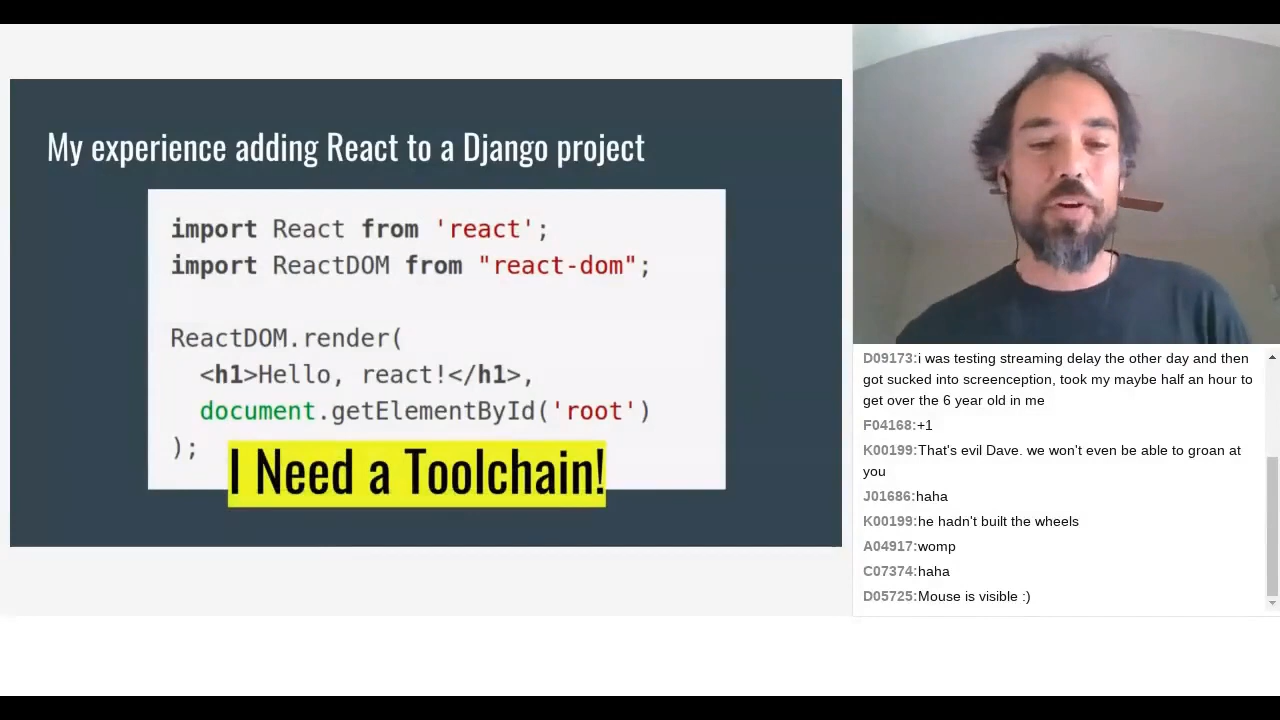 My experience adding React to a Django project
import React from 'react';
import ReactDOM from "react-dom";
ReactDOM.render(
<h1>Hello, react!</h1>,
document.getElementById('root')
);
I Need a Toolchain!
D09173:i was testing streaming delay the other day and then
got sucked into screenception, took my maybe half an hour to
get over the 6 year old in me
F04168:+1
K00199:That's evil Dave. we won't even be able to groan at
you
J01686:haha
K00199:he hadn't built the wheels
A04917:womp
C07374:haha
D05725:Mouse is visible :)